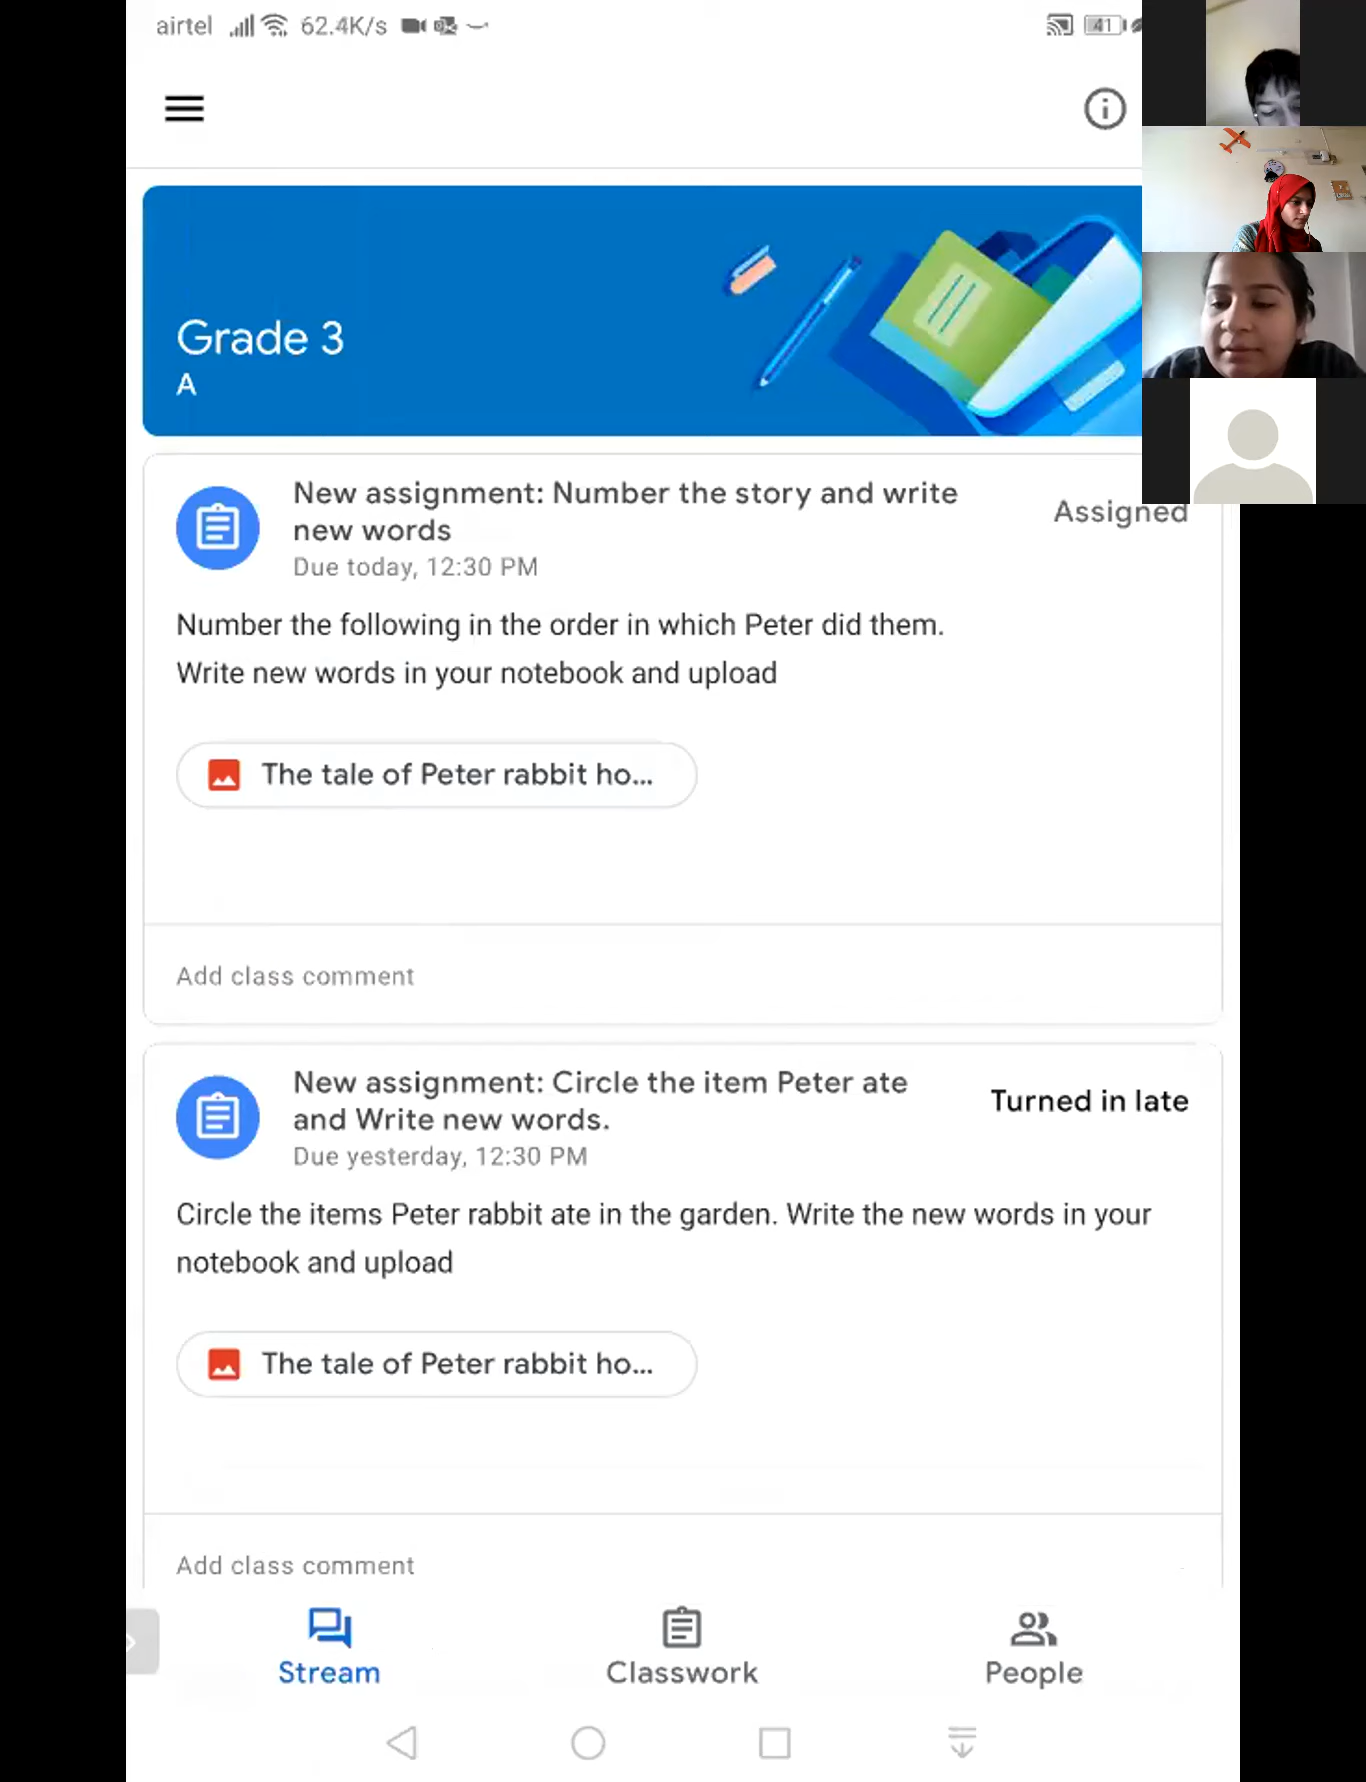 airtel 62.4K/s 41
Grade 3
A
New assignment: Number the story and write
new words
Due today, 12:30 PM
Assigned
Number the following in the order in which Peter did them.
Write new words in your notebook and upload
The tale of Peter rabbit ho...
Add class comment
New assignment: Circle the item Peter ate
and Write new words.
Due yesterday, 12:30 PM
Turned in late
Circle the items Peter rabbit ate in the garden. Write the new words in your
notebook and upload
The tale of Peter rabbit ho...
Add class comment
Stream Classwork People